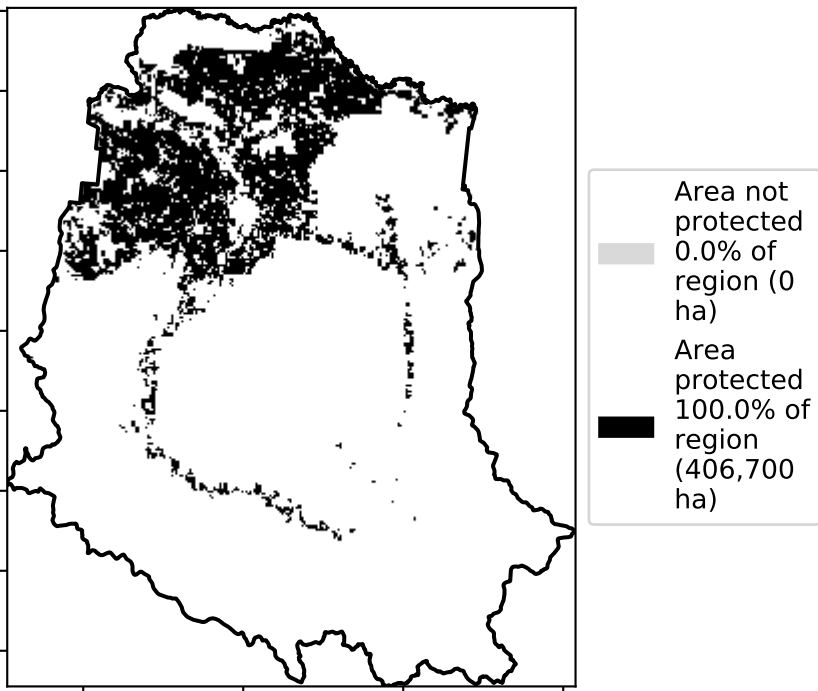 Area not
protected
0.0% of
region (0
ha)
Area
protected
100.0% of
region
(406,700
ha)